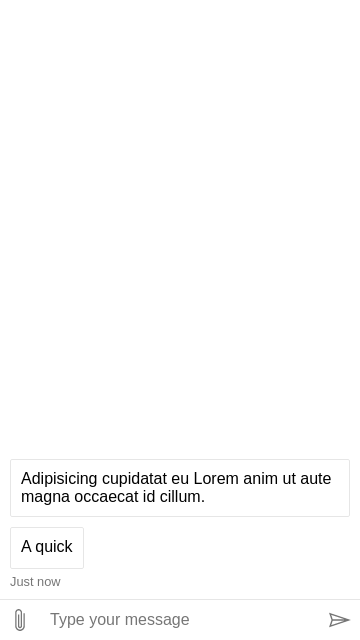 Adipisicing cupidatat eu Lorem anim ut aute
magna occaecat id cillum.
A quick
Just now
Type your message